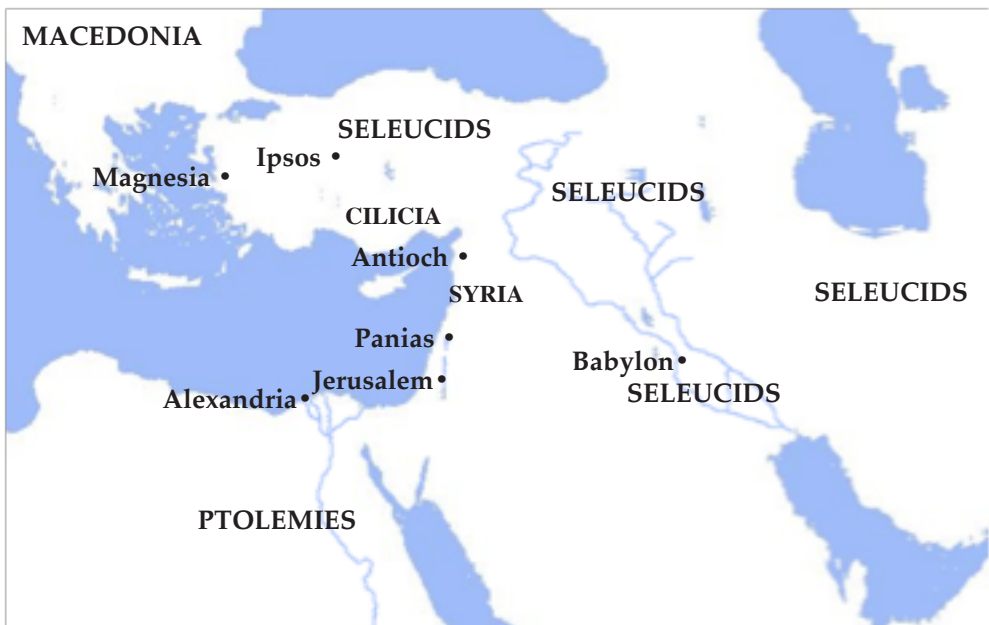 MACEDONIA
SELEUCIDS
Ipsos •
Magnesia •
SELEUCIDS
CILICIA
Antioch •
SYRIA
SELEUCIDS
Panias •
Babylon •
Jerusalem •
SELEUCIDS
Alexandria •
PTOLEMIES